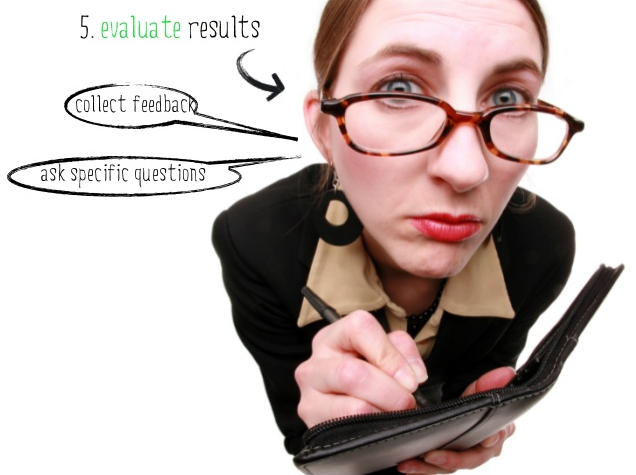 5. evaluate results
collect feedback
ask specific questions